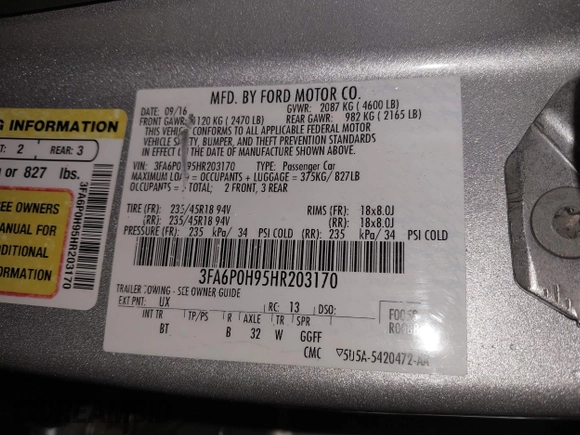 MFD. BY FORD MOTOR CO.
DATE: 09/16 GVWR: 2087 KG (4600 LB)
FRONT GAWR: 1120 KG (2470 LB) REAR GAWR: 982 KG (2165 LB)
THIS VEHICLE CONFORMS TO ALL APPLICABLE FEDERAL MOTOR
VEHICLE SAFETY, BUMPER, AND THEFT PREVENTION STANDARDS
IN EFFECT ON THE DATE OF MANUFACTURE SHOWN ABOVE.
VIN: 3FA6P0H95HR203170 TYPE: Passenger Car
MAXIMUM LOAD = OCCUPANTS + LUGGAGE = 375KG/ 827LB
OCCUPANTS = 5 TOTAL; 2 FRONT, 3 REAR
TIRE (FR): 235/45R18 94V RIMS (FR): 18x8.0J
(RR): 235/45R18 94V (RR): 18x8.0J
PRESSURE (FR): 235 kPa/ 34 PSI COLD (RR): 235 kPa/ 34 PSI COLD
3FA6P0H95HR203170
TRAILER TOWING - SEE OWNER GUIDE
EXT PNT: UX RC: 13 DSO:
INT TR TP/PS R AXLE TR SPR
BT B 32 W GGFF
CMC 5U5A-5420472-AA
G INFORMATION
T: 2 REAR: 3
or 827 lbs.
EE OWNERS
ANUAL FOR
DDITIONAL
FORMATION
3FA6P0H95HR203170